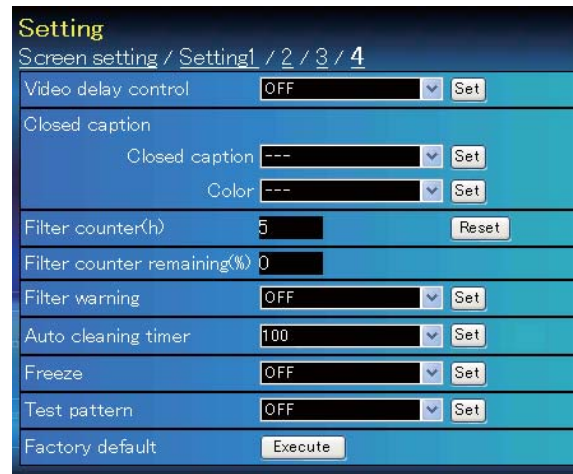 Setting
Screen setting / Setting1 / 2 / 3 / 4
Video delay control OFF Set
Closed caption
Closed caption --- Set
Color --- Set
Filter counter(h) 5 Reset
Filter counter remaining(%) 0
Filter warning OFF Set
Auto cleaning timer 100 Set
Freeze OFF Set
Test pattern OFF Set
Factory default Execute